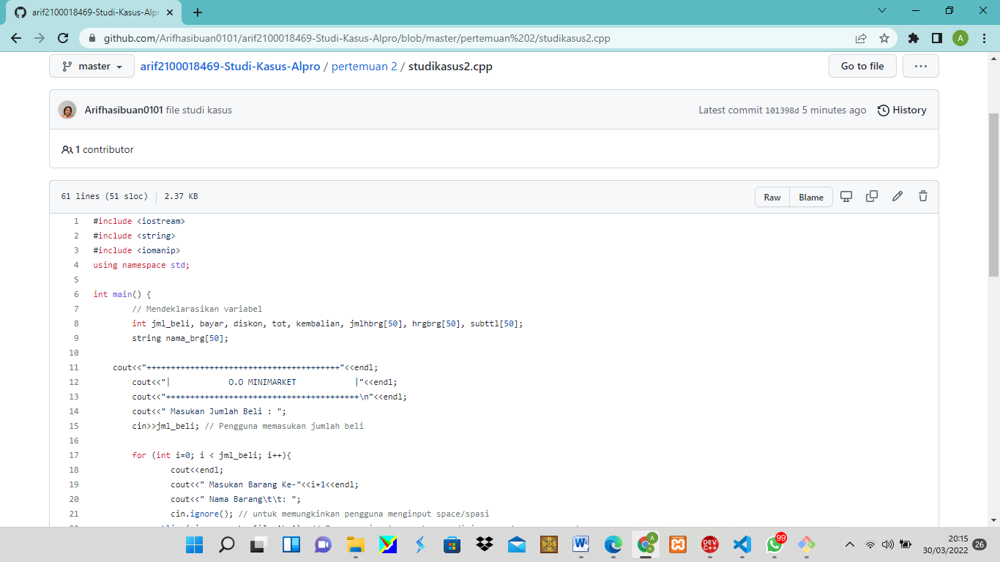 arif2100018469-Studi-Kasus-Alpr
github.com/Arifhasibuan0101/arif2100018469-Studi-Kasus-Alpro/blob/master/pertemuan%202/studikasus2.cpp
A
master arif2100018469-Studi-Kasus-Alpro / pertemuan 2 / studikasus2.cpp Go to file ...
Arifhasibuan0101 file studi kasus Latest commit 101398d 5 minutes ago History
1 contributor
61 lines (51 sloc) 2.37 KB Raw Blame
1 #include <iostream>
2 #include <string>
3 #include <iomanip>
4 using namespace std;
5
6 int main() {
7 // Mendeklarasikan variabel
8 int jml_beli, bayar, diskon, tot, kembalian, jmlhbrg[50], hrgbrg[50], subttl[50];
9 string nama_brg[50];
10
11 cout<<"++++++++++++++++++++++++++++++++++++++++"<<endl;
12 cout<<"|            O.O MINIMARKET            |"<<endl;
13 cout<<"++++++++++++++++++++++++++++++++++++++++\n"<<endl;
14 cout<<" Masukan Jumlah Beli : ";
15 cin>>jml_beli; // Pengguna memasukan jumlah beli
16
17 for (int i=0; i < jml_beli; i++){
18 cout<<endl;
19 cout<<" Masukan Barang Ke-"<<i+1<<endl;
20 cout<<" Nama Barang\t\t: ";
21 cin.ignore(); // untuk memungkinkan pengguna menginput space/spasi
A
DOS
BOX
W
A
A
DEV
C++
99
20:15
30/03/2022
26